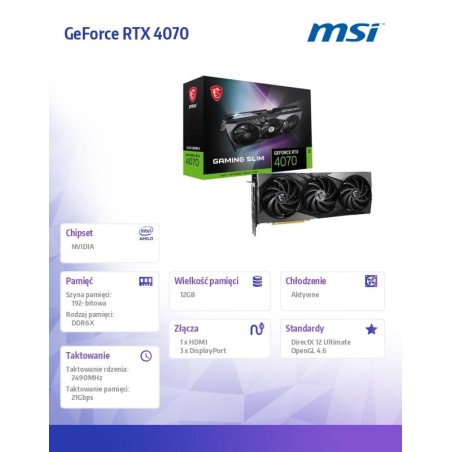 GeForce RTX 4070
msi
msi
GAMING SLIM
GEFORCE RTX
4070
Chipset
intel
AMD
NVIDIA
Pamięć
Szyna pamięci:
192-bitowa
Rodzaj pamięci:
DDR6X
Wielkość pamięci
12GB
Chłodzenie
Aktywne
Złącza
1 x HDMI
3 x DisplayPort
Standardy
DirectX 12 Ultimate
OpenGL 4.6
Taktowanie
Taktowanie rdzenia:
2490MHz
Taktowanie pamięci:
21Gbps